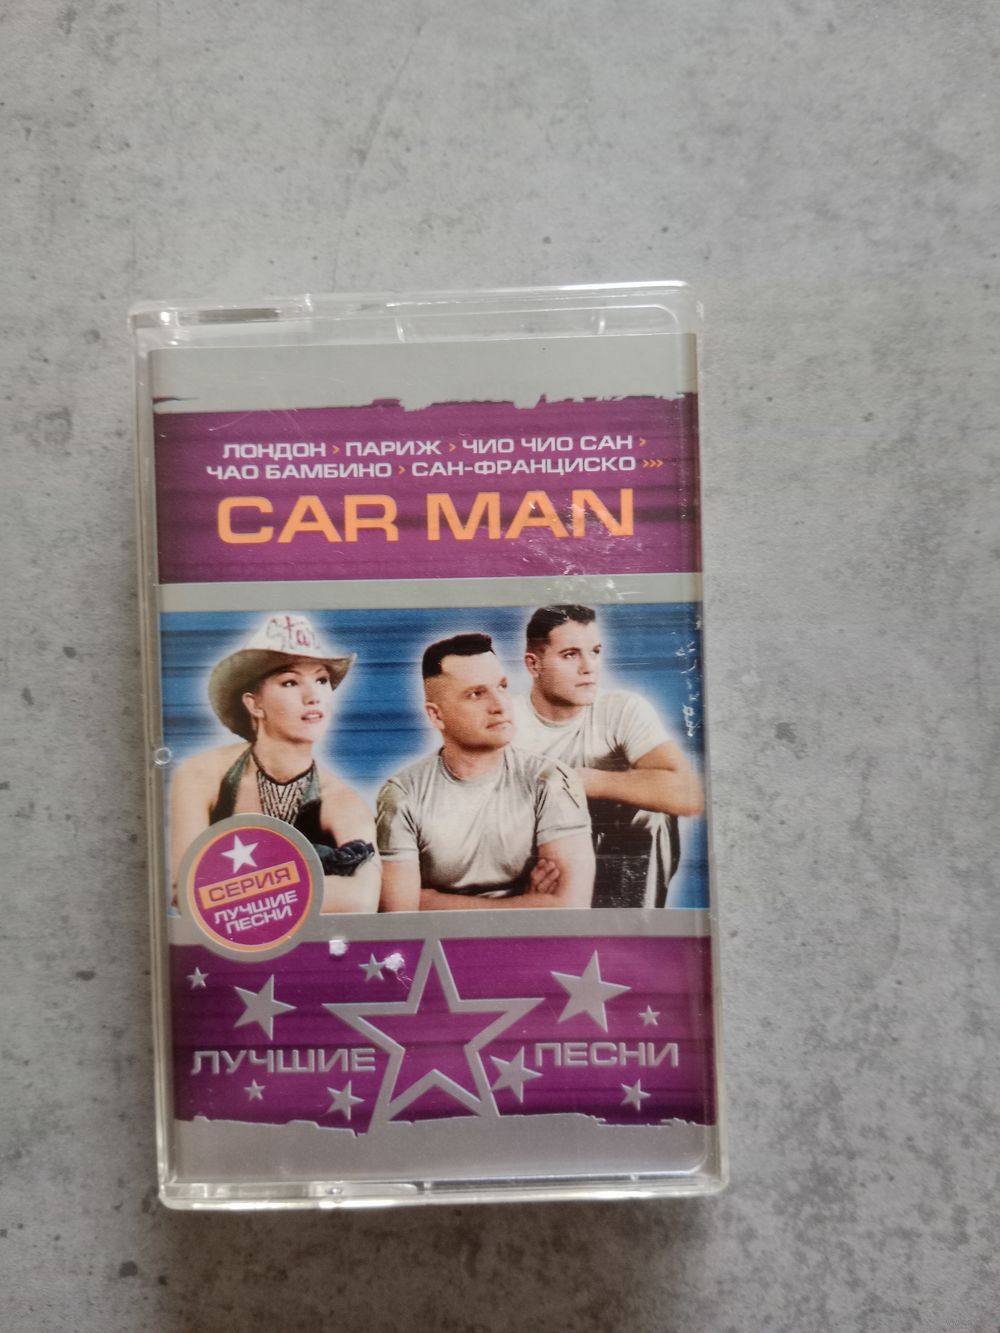 ЛОНДОН › ПАРИЖ › ЧИО ЧИО САН ›
ЧАО БАМБИНО › САН-ФРАНЦИСКО ›››
CAR MAN
Star
СЕРИЯ
ЛУЧШИЕ
ПЕСНИ
ЛУЧШИЕ ПЕСНИ